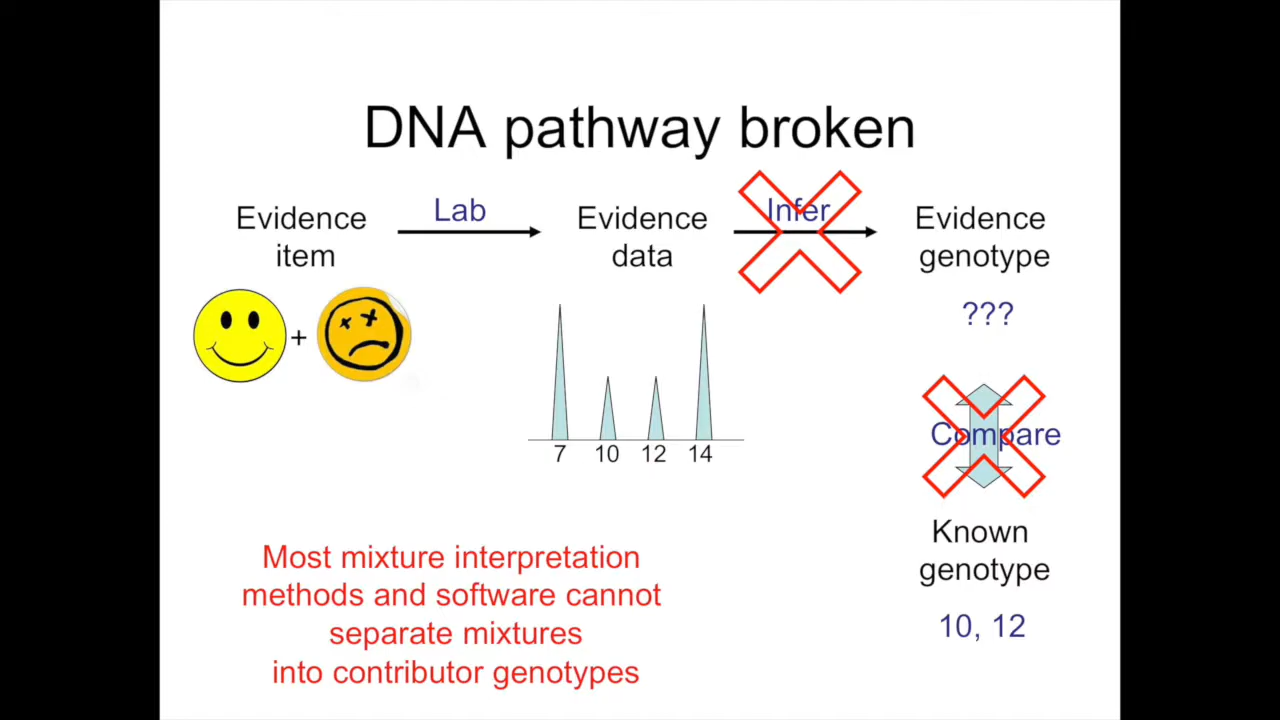 DNA pathway broken
Evidence
item
Lab
Evidence
data
Infer
Evidence
genotype
???
+
7 10 12 14
Compare
Known
genotype
10, 12
Most mixture interpretation
methods and software cannot
separate mixtures
into contributor genotypes